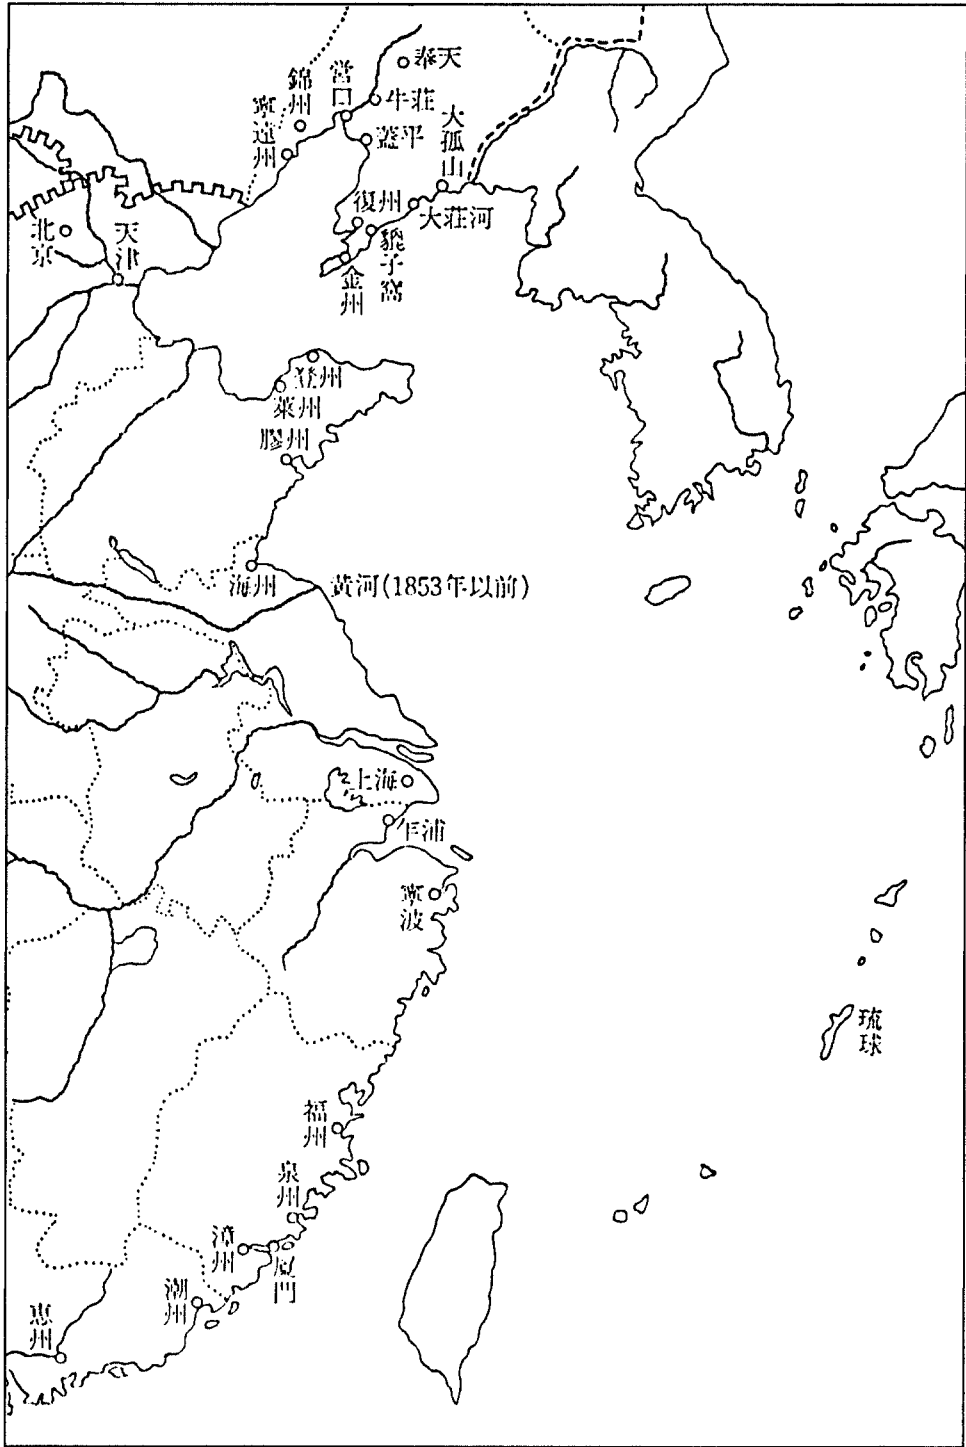 奉天
牛莊
營口
錦州
寧遠州
蓋平
大孤山
大莊河
復州
貔子窩
金州
北京
天津
登州
萊州
膠州
海州
黃河(1853年以前)
上海
乍浦
寧波
琉球
福州
泉州
漳州
厦門
潮州
惠州